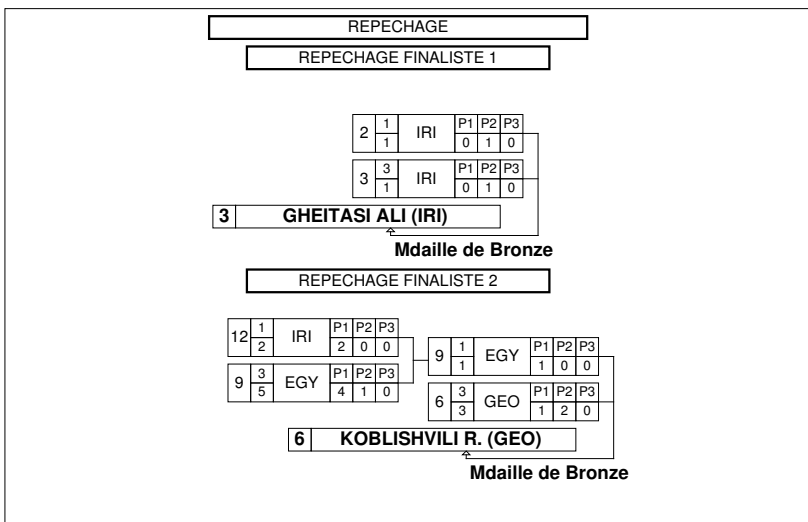 REPECHAGE
REPECHAGE FINALISTE 1
2 1 1 IRI P1 P2 P3 0 1 0
3 3 1 IRI P1 P2 P3 0 1 0
3 GHEITASI ALI (IRI)
Mdaille de Bronze
REPECHAGE FINALISTE 2
12 1 2 IRI P1 P2 P3 2 0 0
9 3 5 EGY P1 P2 P3 4 1 0
9 1 1 EGY P1 P2 P3 1 0 0
6 3 3 GEO P1 P2 P3 1 2 0
6 KOBLISHVILI R. (GEO)
Mdaille de Bronze